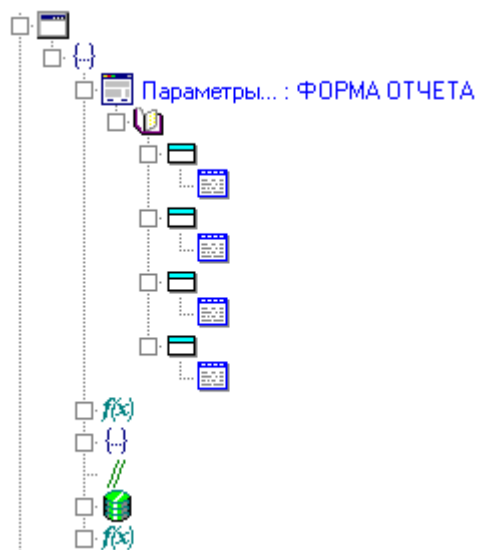 {...}
Параметры... : ФОРМА ОТЧЕТА
f(x)
{...}
//
f(x)